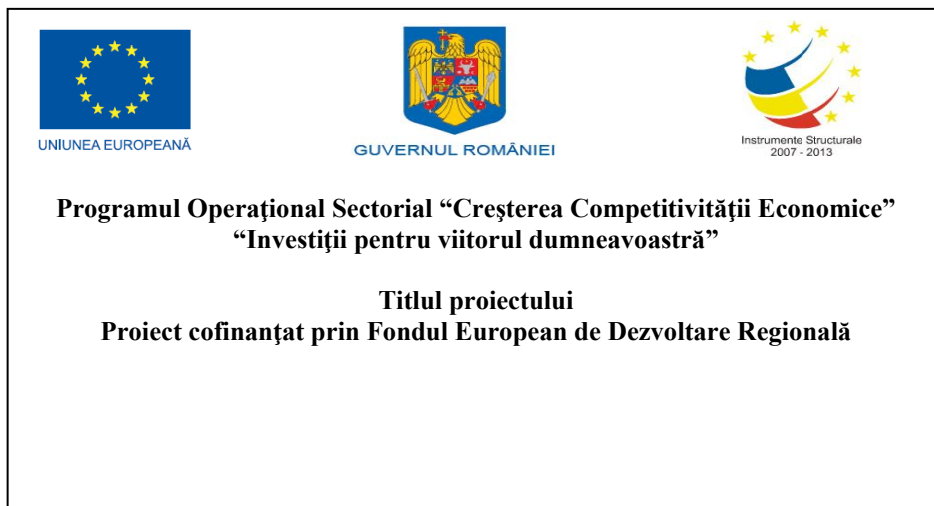 UNIUNEA EUROPEANĂ
GUVERNUL ROMÂNIEI
Instrumente Structurale
2007 - 2013
Programul Operaţional Sectorial “Creşterea Competitivităţii Economice”
“Investiţii pentru viitorul dumneavoastră”
Titlul proiectului
Proiect cofinanţat prin Fondul European de Dezvoltare Regională